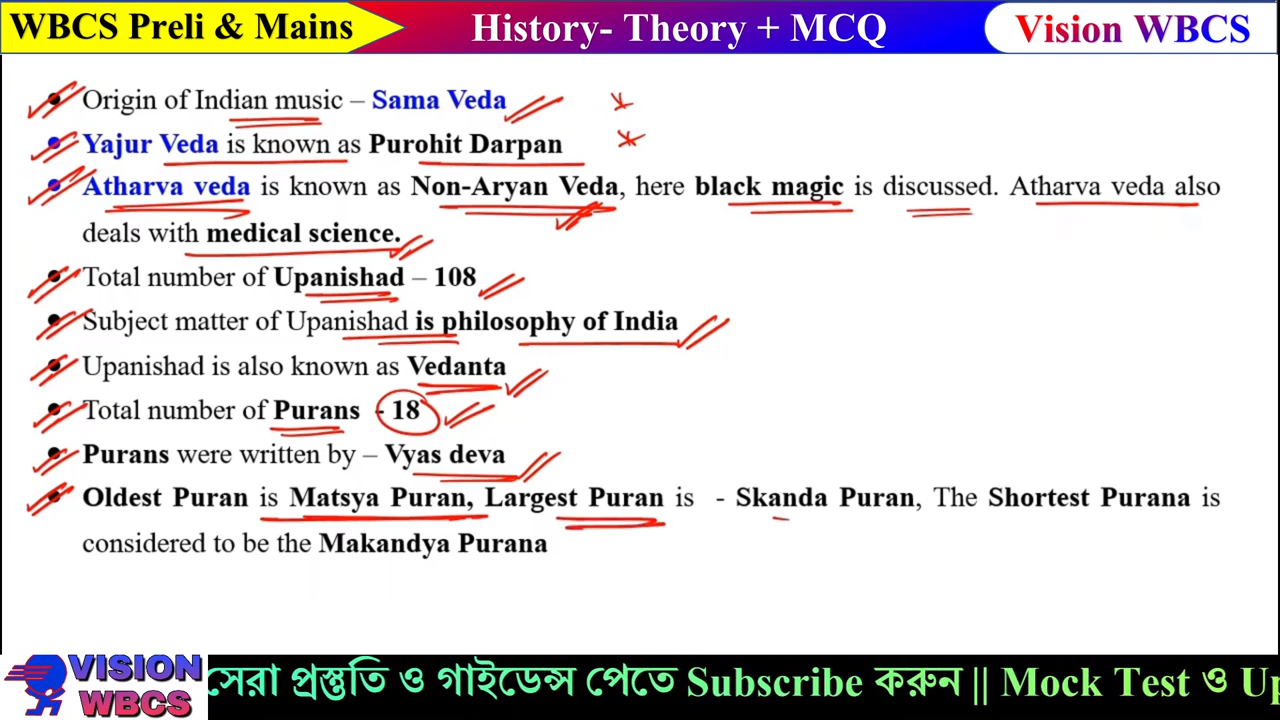 WBCS Preli & Mains
History- Theory + MCQ
Vision WBCS
Origin of Indian music – Sama Veda
Yajur Veda is known as Purohit Darpan
Atharva veda is known as Non-Aryan Veda, here black magic is discussed. Atharva veda also
deals with medical science.
Total number of Upanishad – 108
Subject matter of Upanishad is philosophy of India
Upanishad is also known as Vedanta
Total number of Purans - 18
Purans were written by – Vyas deva
Oldest Puran is Matsya Puran, Largest Puran is - Skanda Puran, The Shortest Purana is
considered to be the Makandya Purana
VISION
WBCS
সেরা প্রস্তুতি ও গাইডেন্স পেতে Subscribe করুন || Mock Test ও Up